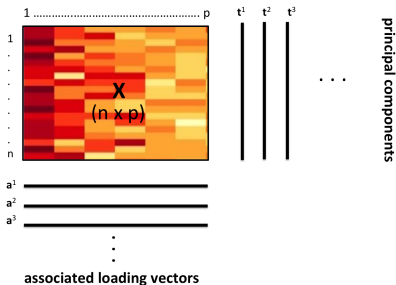 1 ........................................... p
t¹ t² t³
. . .
1
.
.
.
.
.
.
.
n
X
(n x p)
principal components
a¹
a²
a³
.
.
.
associated loading vectors